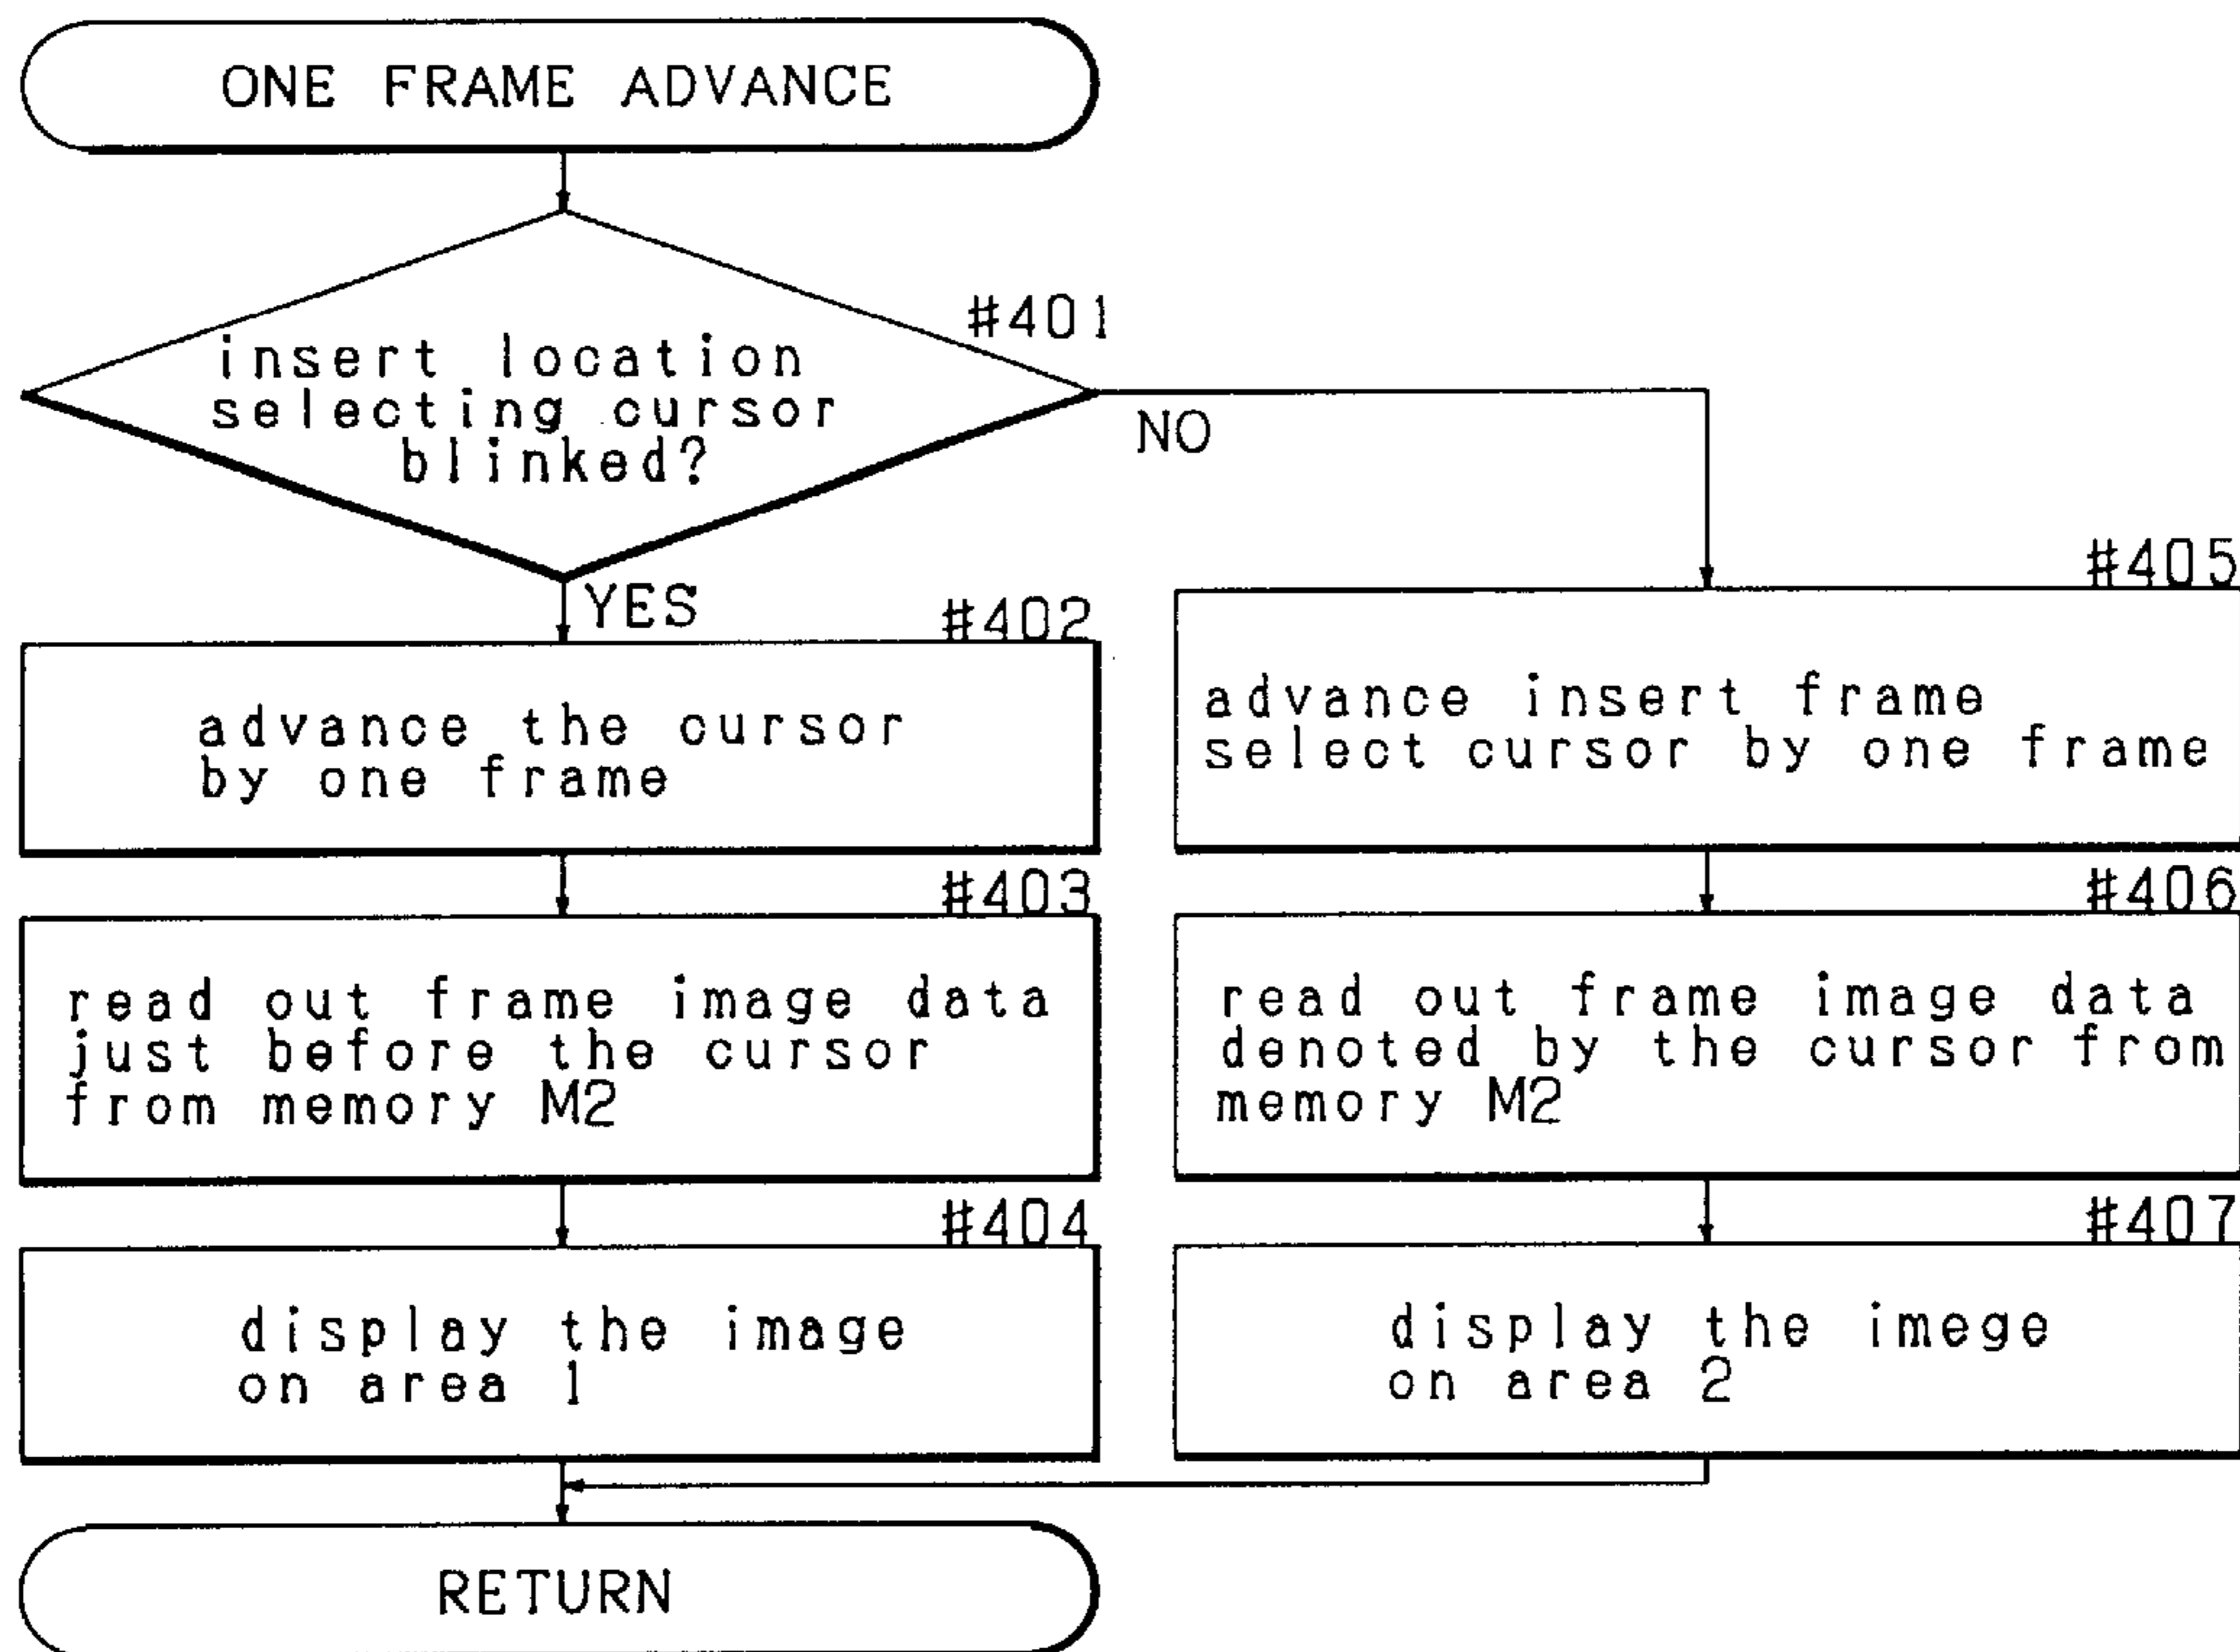 ONE FRAME ADVANCE
#401
insert location
selecting cursor
blinked?
NO
YES
#402
advance the cursor
by one frame
#403
read out frame image data
just before the cursor
from memory M2
#404
display the image
on area 1
#405
advance insert frame
select cursor by one frame
#406
read out frame image data
denoted by the cursor from
memory M2
#407
display the imege
on area 2
RETURN